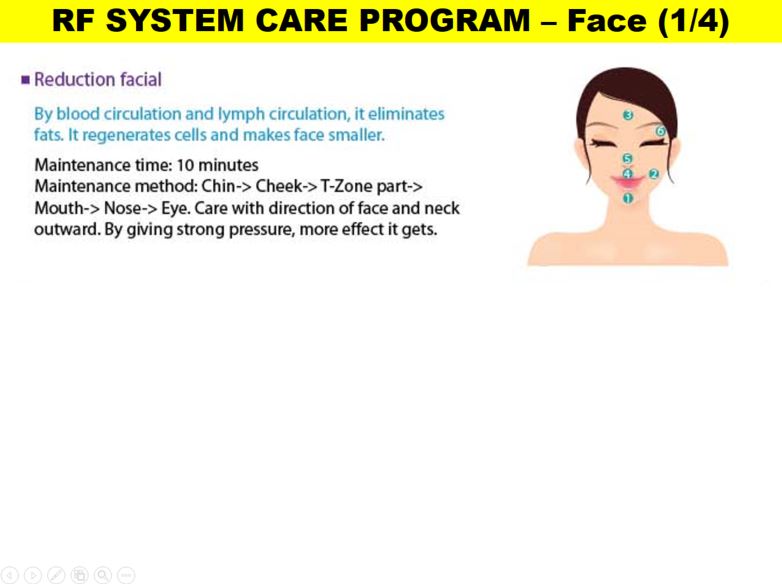 RF SYSTEM CARE PROGRAM – Face (1/4)
Reduction facial
By blood circulation and lymph circulation, it eliminates
fats. It regenerates cells and makes face smaller.
Maintenance time: 10 minutes
Maintenance method: Chin-> Cheek-> T-Zone part->
Mouth-> Nose-> Eye. Care with direction of face and neck
outward. By giving strong pressure, more effect it gets.
3
6
5
4 2
1